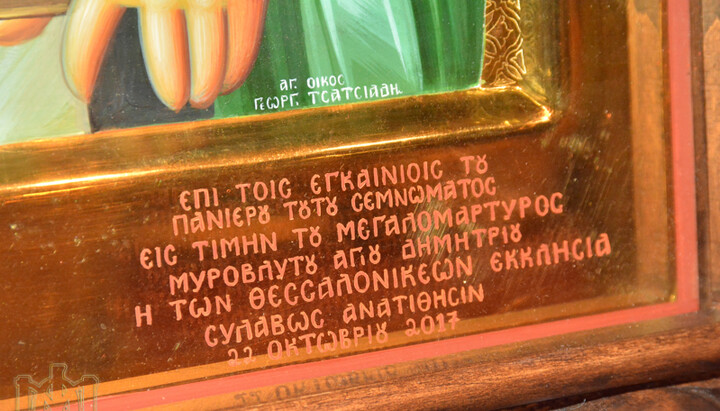 ΑΓ. ΟΙΚΟΣ
ΓΕΩΡΓ. ΤΣΑΤΣΙΑΔΗ.
ΕΠΙ ΤΟΙΣ ΕΓΚΑΙΝΙΟΙΣ ΤȢ
ΠΑΝΙΕΡȢ ΤȢΤȢ ΣΕΜΝΩΜΑΤΟΣ
ΕΙΣ ΤΙΜΗΝ ΤȢ ΜΕΓΑΛΟΜΑΡΤΥΡΟΣ
ΜΥΡΟΒΛΥΤȢ ΑΓΙȢ ΔΗΜΗΤΡΙȢ
Η ΤΩΝ ΘΕΣΣΑΛΟΝΙΚΕΩΝ ΕΚΚΛΗΣΙΑ
ΕΥΛΑΒΩΣ ΑΝΑΤΙΘΗΣΙΝ
22 ΟΚΤΩΒΡΙȢ 2017